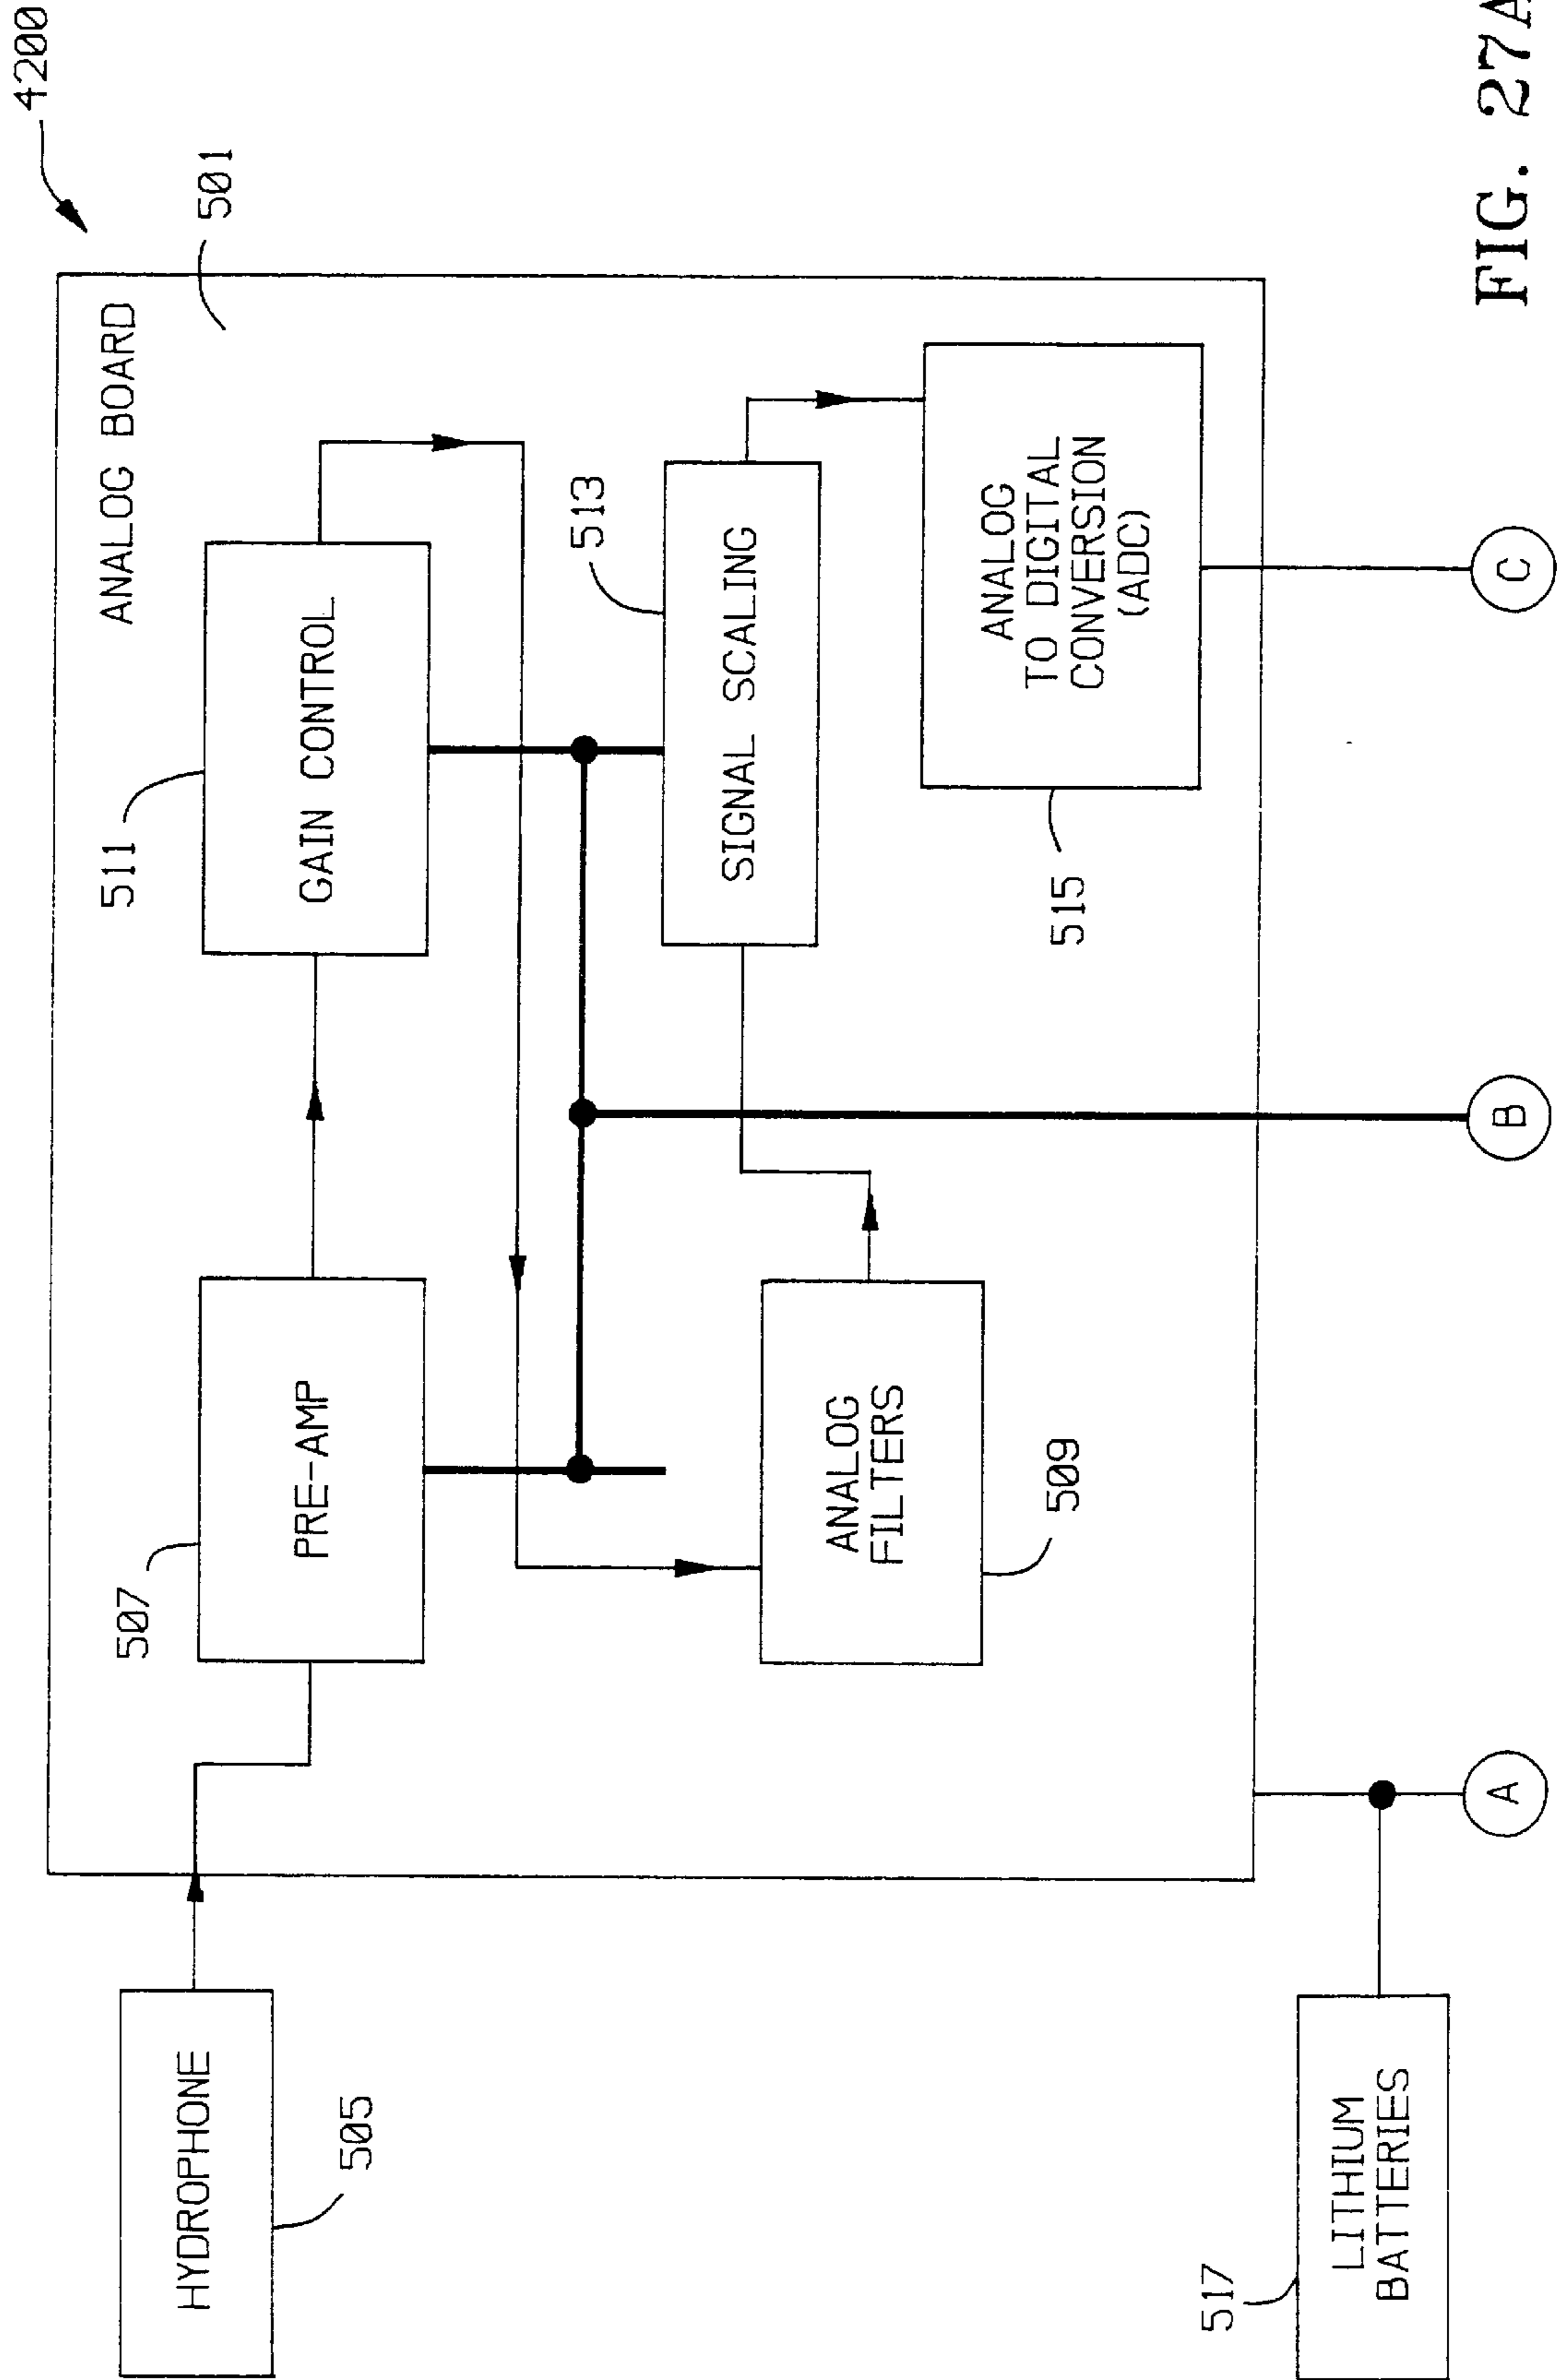 4200
ANALOG BOARD
501
HYDROPHONE
505
507
PRE-AMP
511
GAIN CONTROL
513
SIGNAL SCALING
ANALOG
FILTERS
509
ANALOG
TO DIGITAL
CONVERSION
(ADC)
515
517
LITHIUM
BATTERIES
A
B
C
FIG. 27A